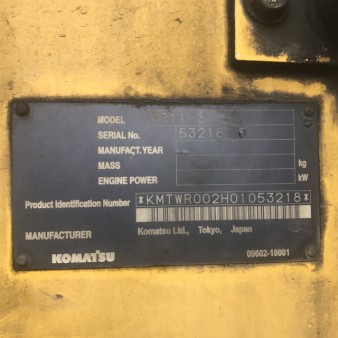 MODEL
SERIAL No. 53218
MANUFACT. YEAR
MASS kg
ENGINE POWER kW
Product Identification Number *KMTWR002H01053218*
MANUFACTURER Komatsu Ltd., Tokyo, Japan
KOMATSU 09602-10001